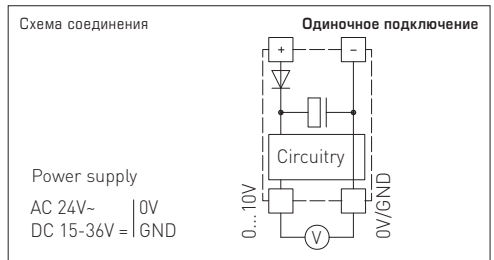 Схема соединения
Одиночное подключение
+ −
Circuitry
Power supply
AC 24V~ | 0V
DC 15-36V = | GND
0...10V
0V/GND
V